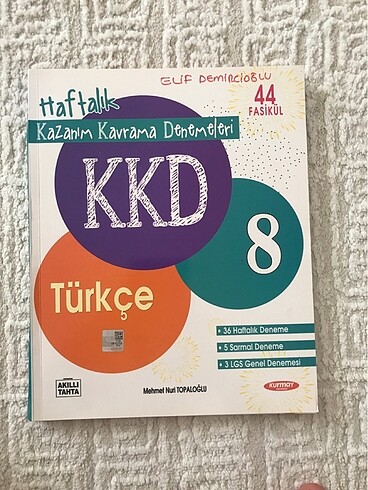 ELİF DEMİRCİOĞLU
44
FASİKÜL
Haftalık
Kazanım Kavrama Denemeleri
KKD
8
Türkçe
• 36 Haftalık Deneme
• 5 Sarmal Deneme
• 3 LGS Genel Denemesi
AKILLI
TAHTA
Mehmet Nuri TOPALOĞLU
kurmay